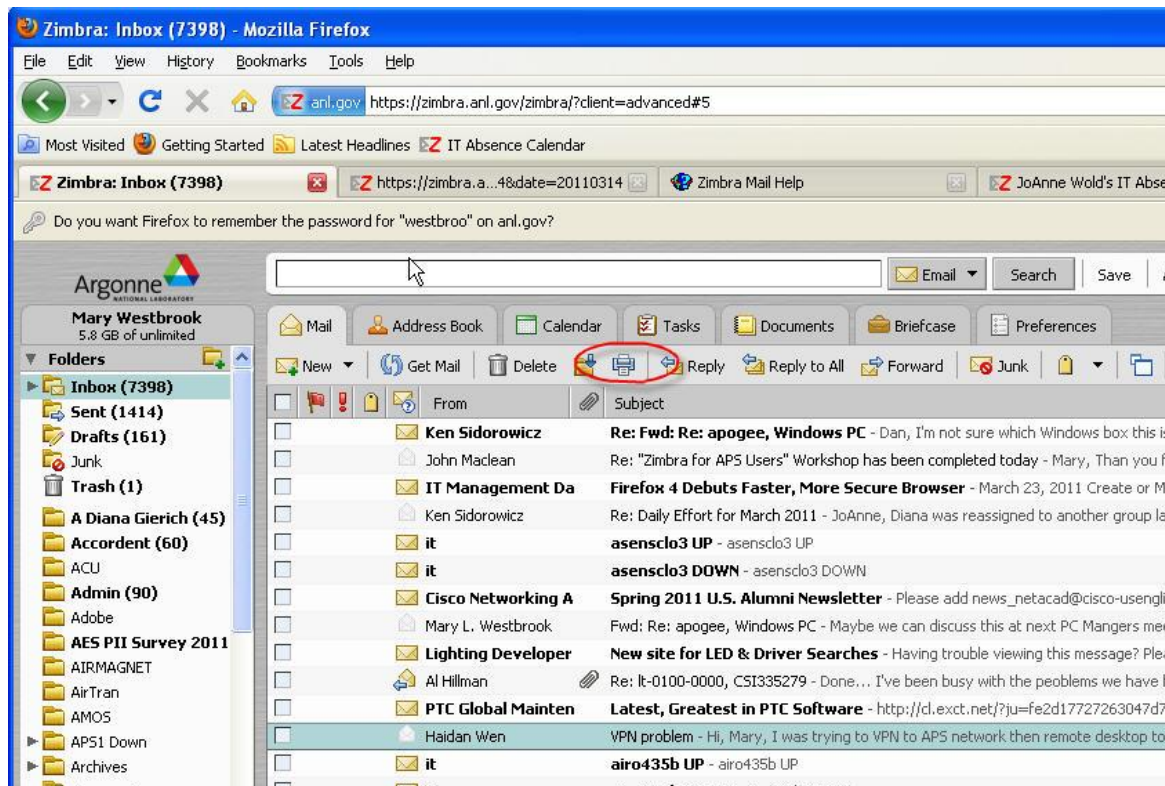 Zimbra: Inbox (7398) - Mozilla Firefox
File Edit View History Bookmarks Tools Help
Z anl.gov https://zimbra.anl.gov/zimbra/?client=advanced#5
Most Visited Getting Started Latest Headlines Z IT Absence Calendar
Z Zimbra: Inbox (7398) Z https://zimbra.a...4&date=20110314 Zimbra Mail Help Z JoAnne Wold's IT Abse
Do you want Firefox to remember the password for "westbroo" on anl.gov?
Argonne
NATIONAL LABORATORY
Email Search Save
Mary Westbrook
5.8 GB of unlimited
Mail Address Book Calendar Tasks Documents Briefcase Preferences
Folders
New Get Mail Delete Reply Reply to All Forward Junk
Inbox (7398)
Sent (1414)
Drafts (161)
Junk
Trash (1)
A Diana Gierich (45)
Accordent (60)
ACU
Admin (90)
Adobe
AES PII Survey 2011
AIRMAGNET
AirTran
AMOS
APS1 Down
Archives
From Subject
Ken Sidorowicz Re: Fwd: Re: apogee, Windows PC - Dan, I'm not sure which Windows box this is
John Maclean Re: "Zimbra for APS Users" Workshop has been completed today - Mary, Than you f
IT Management Da Firefox 4 Debuts Faster, More Secure Browser - March 23, 2011 Create or M
Ken Sidorowicz Re: Daily Effort for March 2011 - JoAnne, Diana was reassigned to another group la
it asensclo3 UP - asensclo3 UP
it asensclo3 DOWN - asensclo3 DOWN
Cisco Networking A Spring 2011 U.S. Alumni Newsletter - Please add news_netacad@cisco-usengli
Mary L. Westbrook Fwd: Re: apogee, Windows PC - Maybe we can discuss this at next PC Mangers mee
Lighting Developer New site for LED & Driver Searches - Having trouble viewing this message? Plea
Al Hillman Re: lt-0100-0000, CSI335279 - Done... I've been busy with the peoblems we have
PTC Global Mainten Latest, Greatest in PTC Software - http://cl.exct.net/?ju=fe2d17727263047d7
Haidan Wen VPN problem - Hi, Mary, I was trying to VPN to APS network then remote desktop to
it airo435b UP - airo435b UP